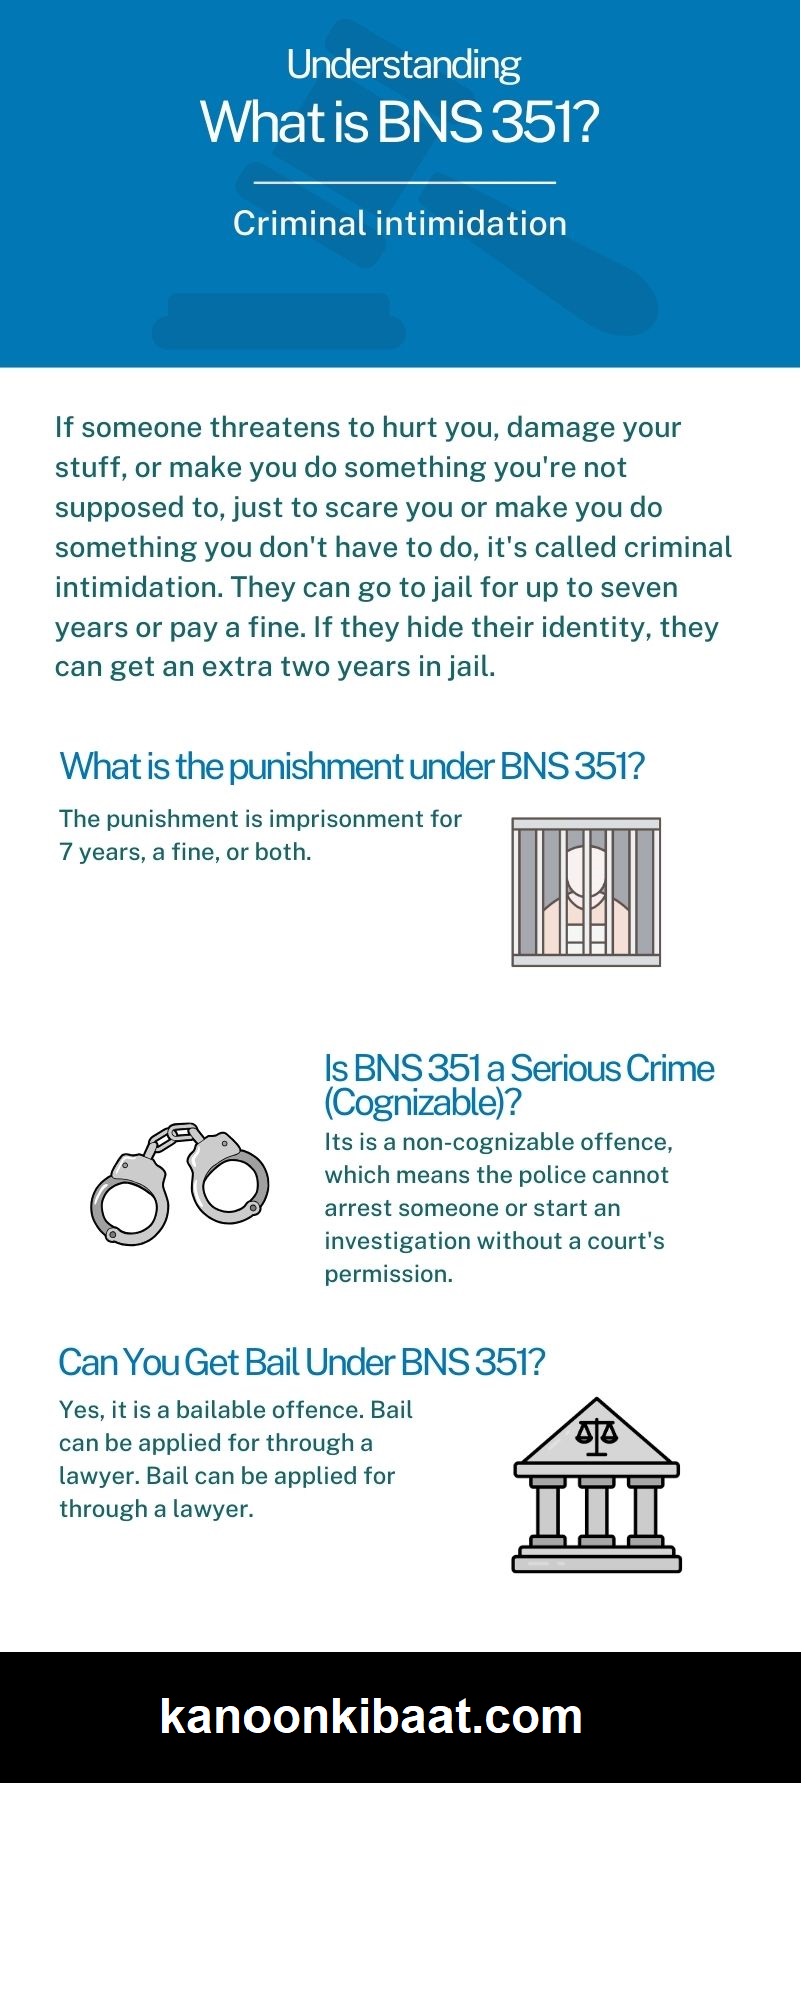 Understanding
What is BNS 351?
Criminal intimidation
If someone threatens to hurt you, damage your
stuff, or make you do something you're not
supposed to, just to scare you or make you do
something you don't have to do, it's called criminal
intimidation. They can go to jail for up to seven
years or pay a fine. If they hide their identity, they
can get an extra two years in jail.
What is the punishment under BNS 351?
The punishment is imprisonment for
7 years, a fine, or both.
Is BNS 351 a Serious Crime
(Cognizable)?
Its is a non-cognizable offence,
which means the police cannot
arrest someone or start an
investigation without a court's
permission.
Can You Get Bail Under BNS 351?
Yes, it is a bailable offence. Bail
can be applied for through a
lawyer. Bail can be applied for
through a lawyer.
kanoonkibaat.com